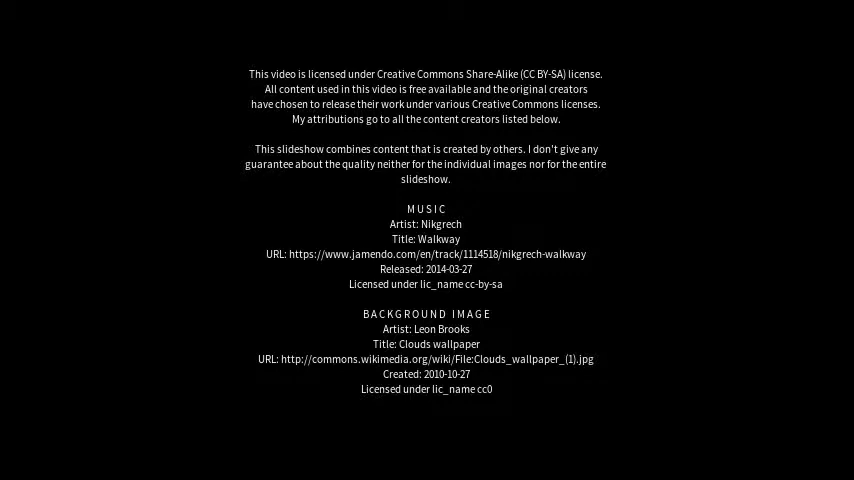 This video is licensed under Creative Commons Share-Alike (CC BY-SA) license.
All content used in this video is free available and the original creators
have chosen to release their work under various Creative Commons licenses.
My attributions go to all the content creators listed below.
This slideshow combines content that is created by others. I don't give any
guarantee about the quality neither for the individual images nor for the entire
slideshow.
MUSIC
Artist: Nikgrech
Title: Walkway
URL: https://www.jamendo.com/en/track/1114518/nikgrech-walkway
Released: 2014-03-27
Licensed under lic_name cc-by-sa
BACKGROUND IMAGE
Artist: Leon Brooks
Title: Clouds wallpaper
URL: http://commons.wikimedia.org/wiki/File:Clouds_wallpaper_(1).jpg
Created: 2010-10-27
Licensed under lic_name cc0